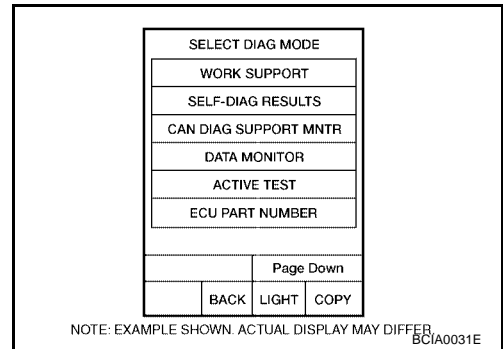 SELECT DIAG MODE
WORK SUPPORT
SELF-DIAG RESULTS
CAN DIAG SUPPORT MNTR
DATA MONITOR
ACTIVE TEST
ECU PART NUMBER
Page Down
BACK LIGHT COPY
NOTE: EXAMPLE SHOWN. ACTUAL DISPLAY MAY DIFFER.
BCIA0031E